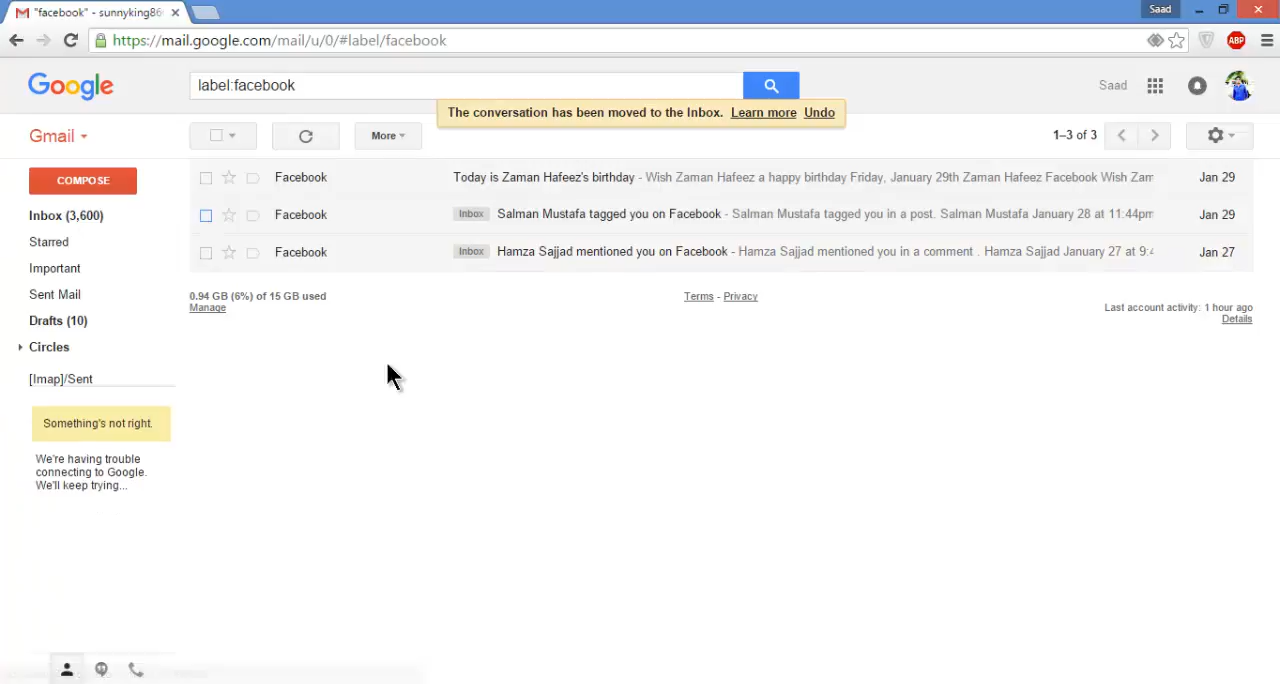 "facebook" - sunnyking86
Saad
https://mail.google.com/mail/u/0/#label/facebook
ABP
Google
label:facebook
Saad
The conversation has been moved to the Inbox. Learn more Undo
Gmail
More
1–3 of 3
COMPOSE
Facebook Today is Zaman Hafeez's birthday - Wish Zaman Hafeez a happy birthday Friday, January 29th Zaman Hafeez Facebook Wish Zam Jan 29
Inbox (3,600)
Facebook Inbox Salman Mustafa tagged you on Facebook - Salman Mustafa tagged you in a post. Salman Mustafa January 28 at 11:44pm Jan 29
Starred
Facebook Inbox Hamza Sajjad mentioned you on Facebook - Hamza Sajjad mentioned you in a comment . Hamza Sajjad January 27 at 9:4 Jan 27
Important
Sent Mail
0.94 GB (6%) of 15 GB used
Manage
Terms - Privacy
Last account activity: 1 hour ago
Details
Drafts (10)
Circles
[Imap]/Sent
Something's not right.
We're having trouble
connecting to Google.
We'll keep trying...